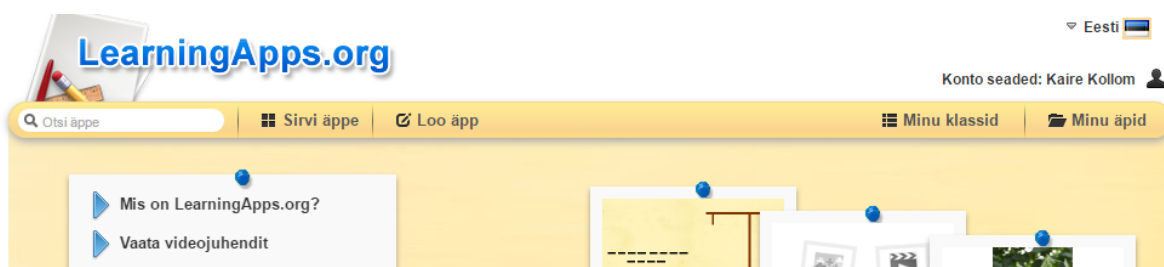 LearningApps.org
Eesti
Konto seaded: Kaire Kollom
Otsi äppe
Sirvi äppe
Loo äpp
Minu klassid
Minu äpid
Mis on LearningApps.org?
Vaata videojuhendit